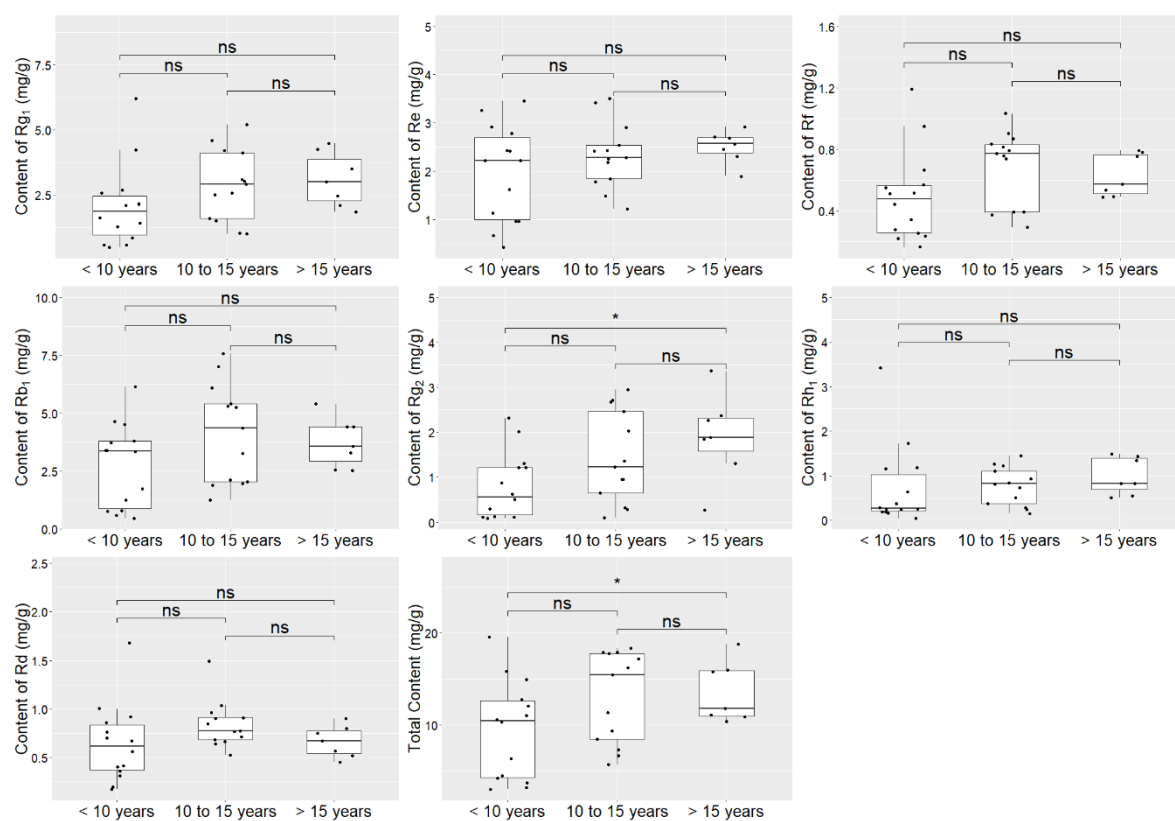 Content of Rg₁ (mg/g)
7.5
5.0
2.5
ns
ns
ns
< 10 years 10 to 15 years > 15 years
Content of Re (mg/g)
5
4
3
2
1
ns
ns
ns
< 10 years 10 to 15 years > 15 years
Content of Rf (mg/g)
1.6
1.2
0.8
0.4
ns
ns
ns
< 10 years 10 to 15 years > 15 years
Content of Rb₁ (mg/g)
10.0
7.5
5.0
2.5
0.0
ns
ns
ns
< 10 years 10 to 15 years > 15 years
Content of Rg₂ (mg/g)
5
4
3
2
1
0
*
ns
ns
< 10 years 10 to 15 years > 15 years
Content of Rh₁ (mg/g)
5
4
3
2
1
0
ns
ns
ns
< 10 years 10 to 15 years > 15 years
Content of Rd (mg/g)
2.5
2.0
1.5
1.0
0.5
ns
ns
ns
< 10 years 10 to 15 years > 15 years
Total Content (mg/g)
20
10
*
ns
ns
< 10 years 10 to 15 years > 15 years